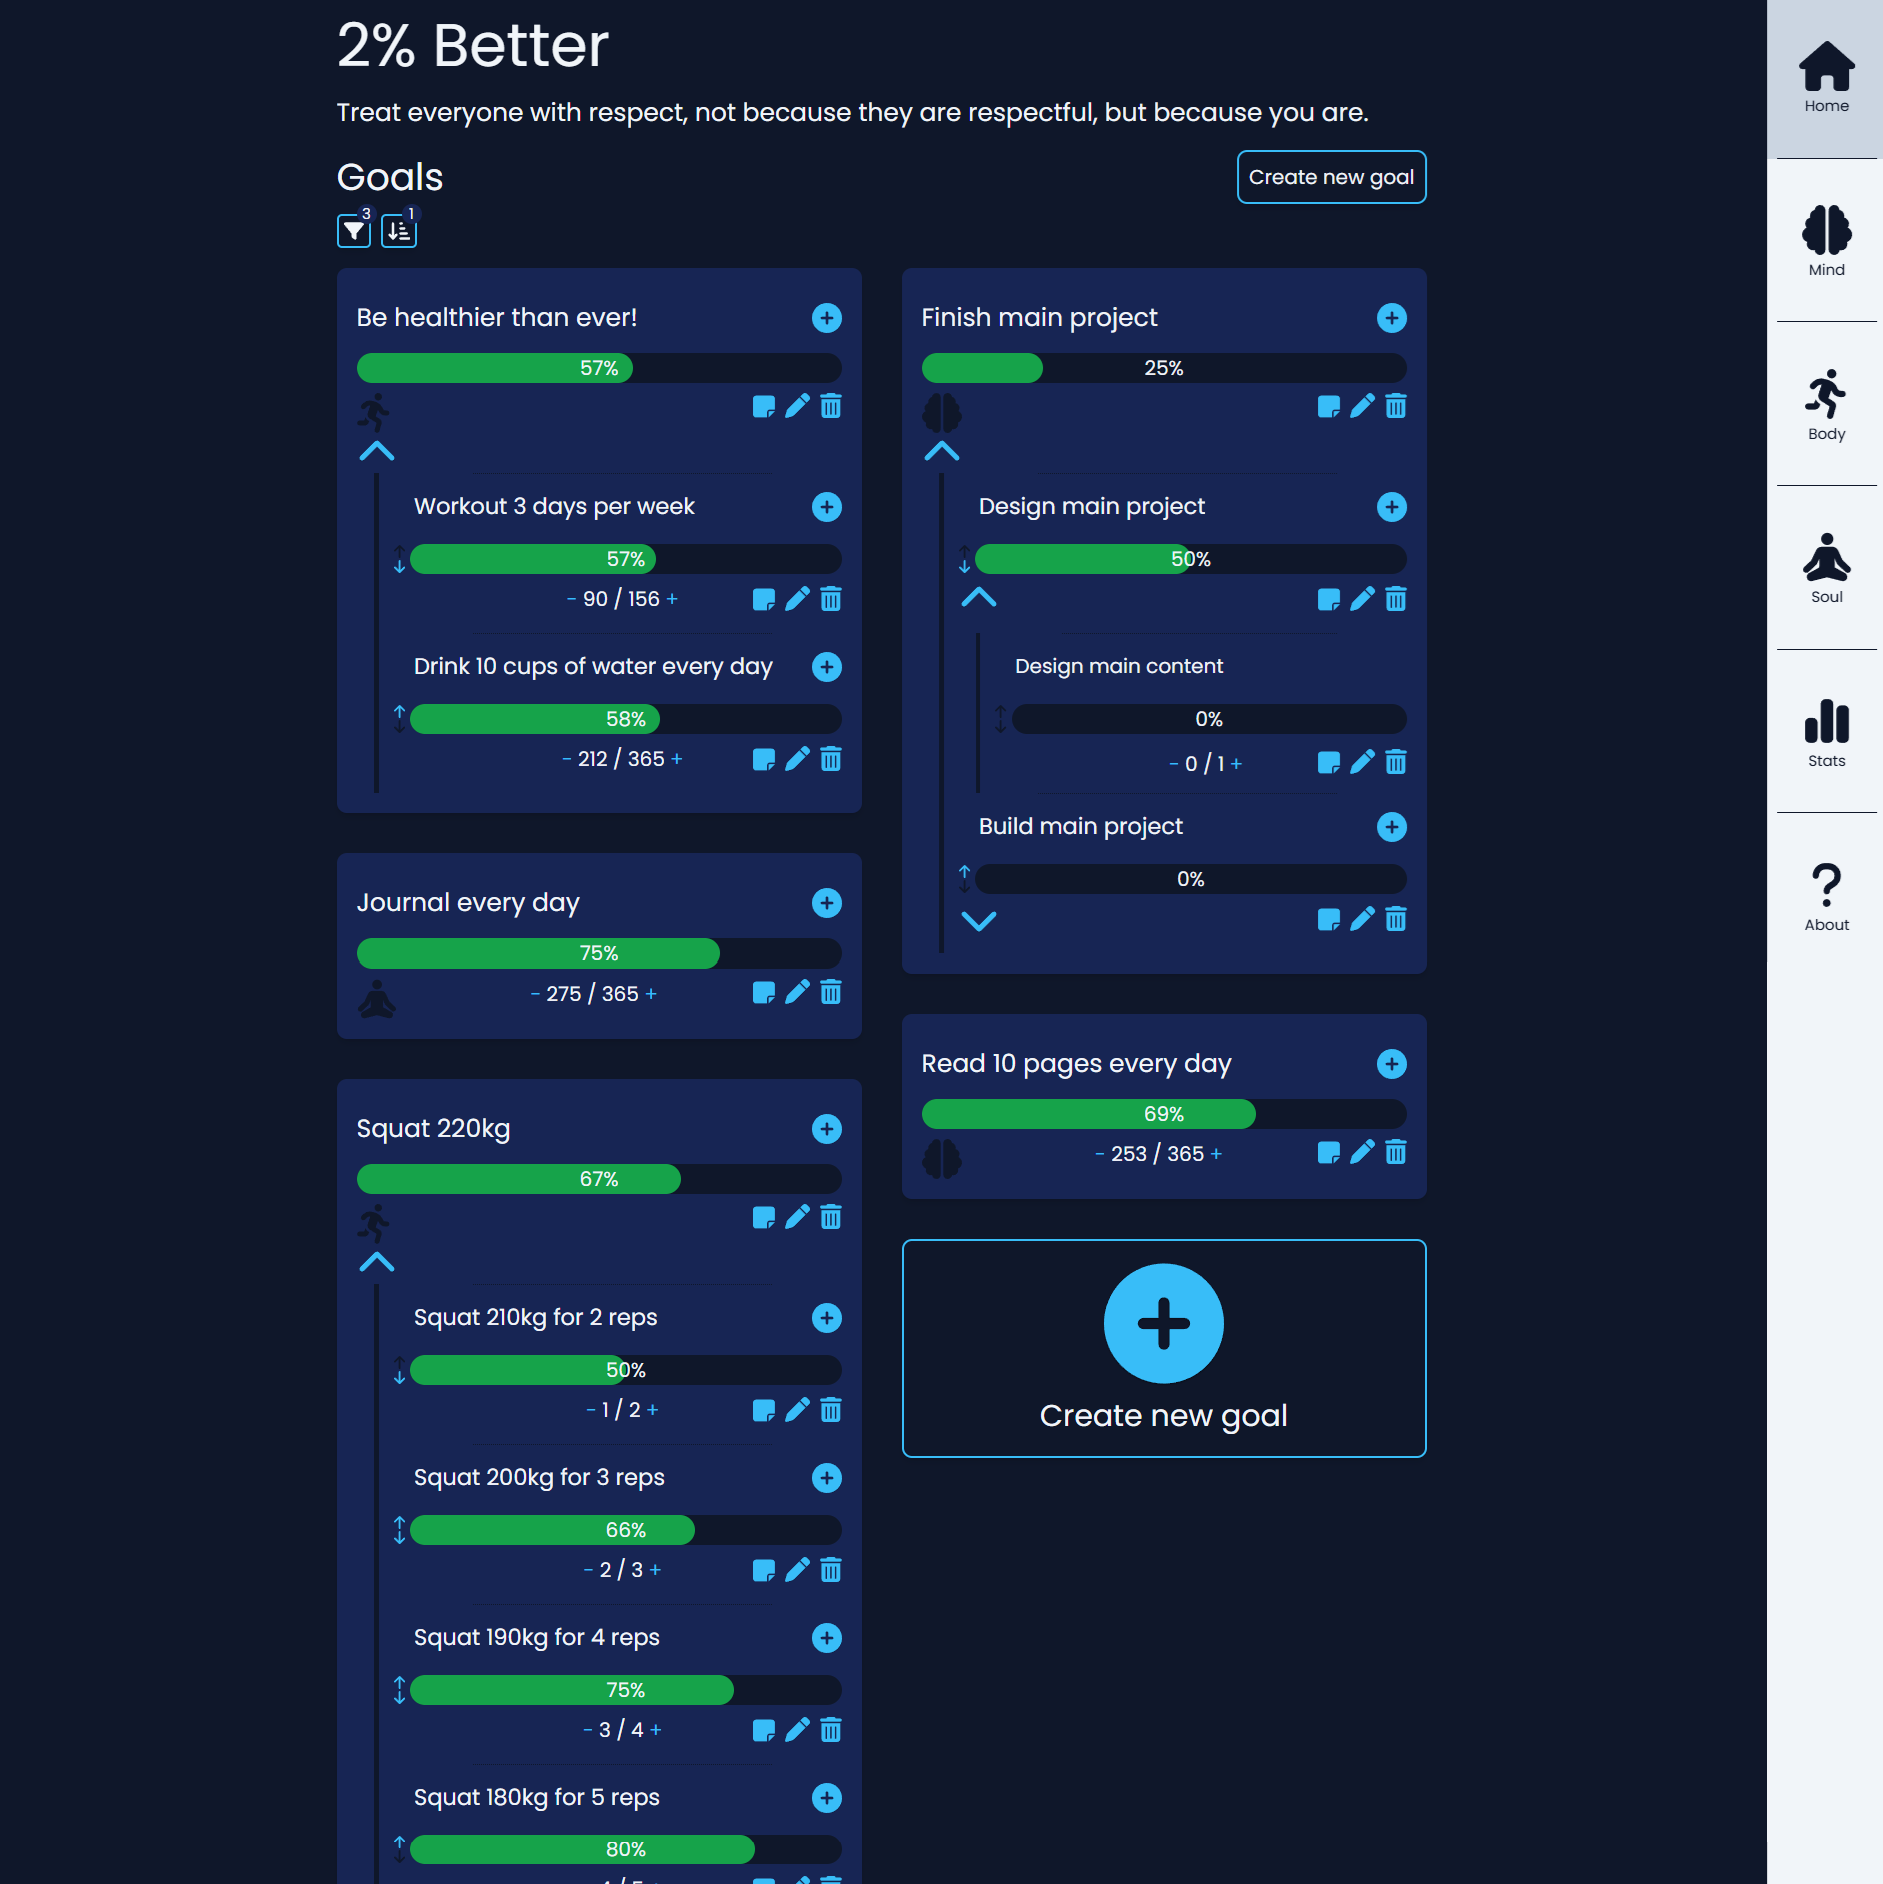 2% Better
Treat everyone with respect, not because they are respectful, but because you are.
Goals
Create new goal
3
1
Be healthier than ever!
57%
Workout 3 days per week
57%
- 90 / 156 +
Drink 10 cups of water every day
58%
- 212 / 365 +
Journal every day
75%
- 275 / 365 +
Squat 220kg
67%
Squat 210kg for 2 reps
50%
- 1 / 2 +
Squat 200kg for 3 reps
66%
- 2 / 3 +
Squat 190kg for 4 reps
75%
- 3 / 4 +
Squat 180kg for 5 reps
80%
Finish main project
25%
Design main project
50%
Design main content
0%
- 0 / 1 +
Build main project
0%
Read 10 pages every day
69%
- 253 / 365 +
Create new goal
Home
Mind
Body
Soul
Stats
About